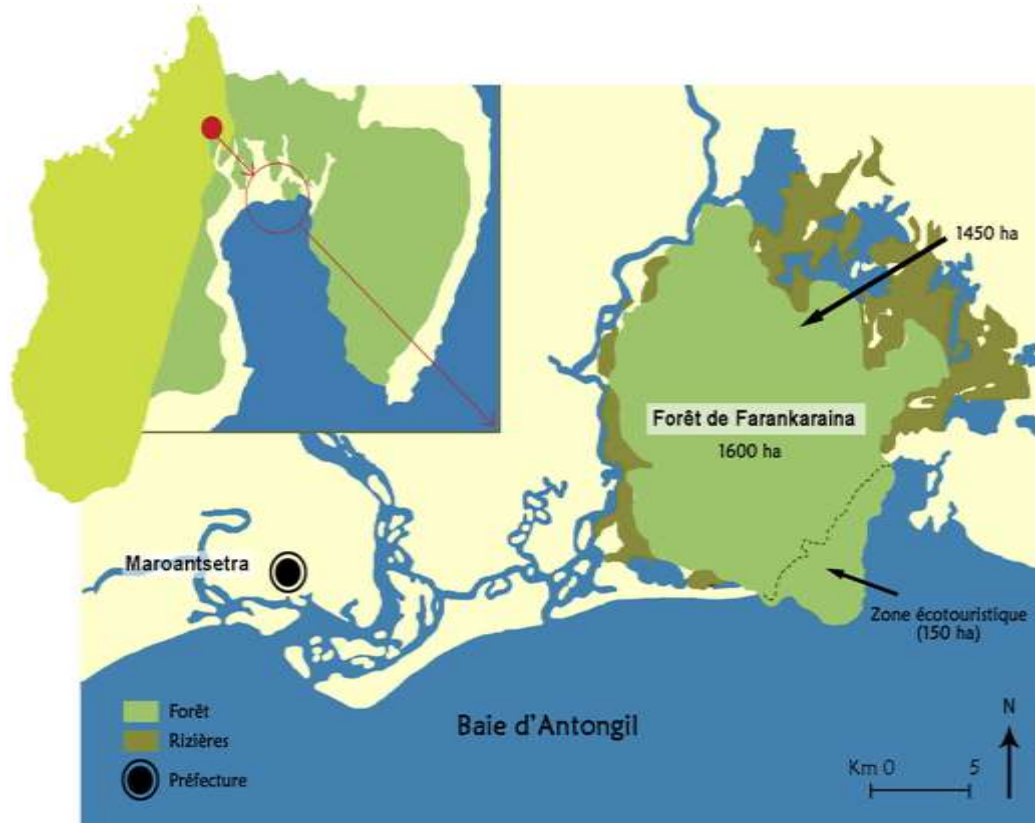 1450 ha
Forêt de Farankaraina
1600 ha
Maroantsetra
Zone écotouristique
(150 ha)
Forêt
Rizières
Préfecture
Baie d'Antongil
N
Km 0 5